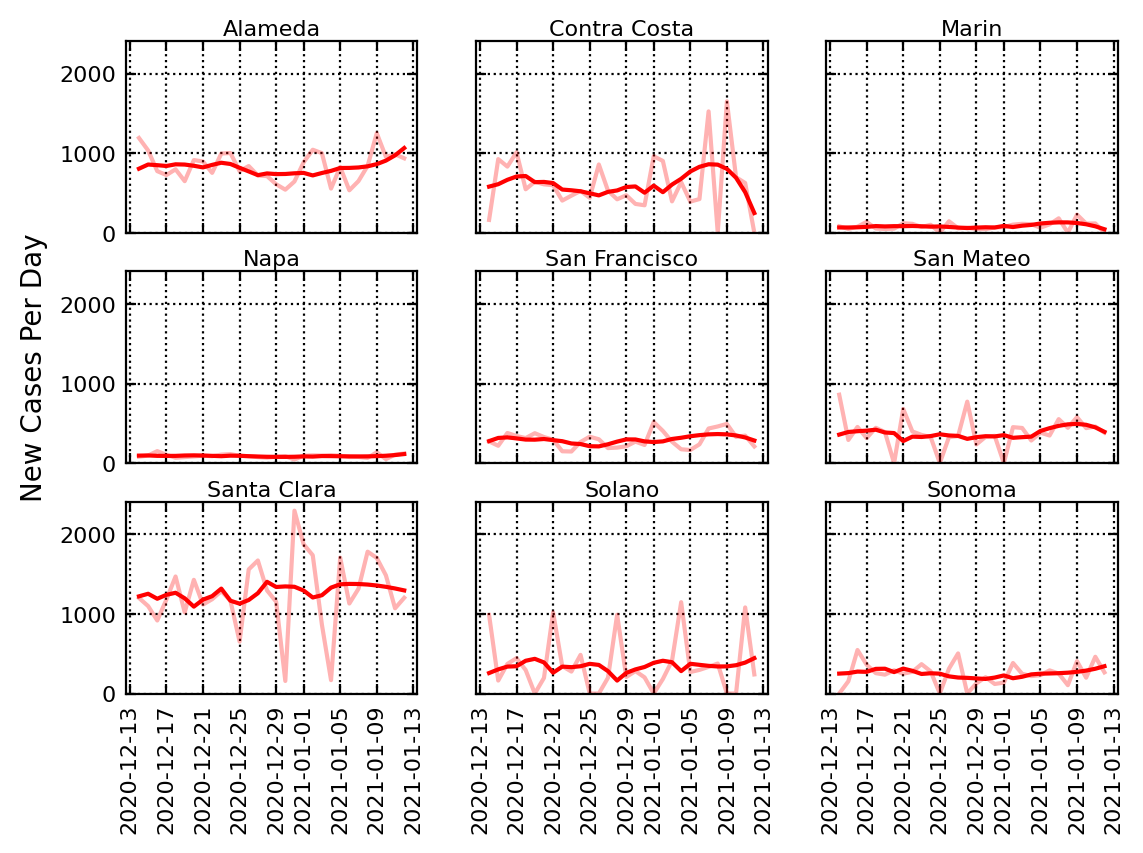 Alameda Contra Costa Marin
2000
1000
0
Napa San Francisco San Mateo
2000
1000
0
New Cases Per Day
Santa Clara Solano Sonoma
2000
1000
0
2020-12-13 2020-12-17 2020-12-21 2020-12-25 2020-12-29 2021-01-01 2021-01-05 2021-01-09 2021-01-13
2020-12-13 2020-12-17 2020-12-21 2020-12-25 2020-12-29 2021-01-01 2021-01-05 2021-01-09 2021-01-13
2020-12-13 2020-12-17 2020-12-21 2020-12-25 2020-12-29 2021-01-01 2021-01-05 2021-01-09 2021-01-13